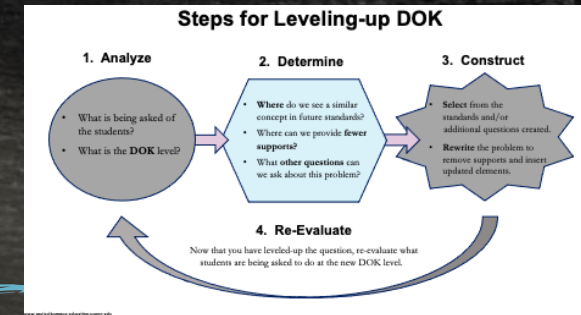 Steps for Leveling-up DOK
1. Analyze
• What is being asked of
the students?
• What is the DOK level?
2. Determine
• Where do we see a similar
concept in future standards?
• Where can we provide fewer
supports?
• What other questions can
we ask about this problem?
3. Construct
• Select from the
standards and/or
additional questions created.
• Rewrite the problem to
remove supports and insert
updated elements.
4. Re-Evaluate
Now that you have leveled-up the question, re-evaluate what
students are being asked to do at the new DOK level.